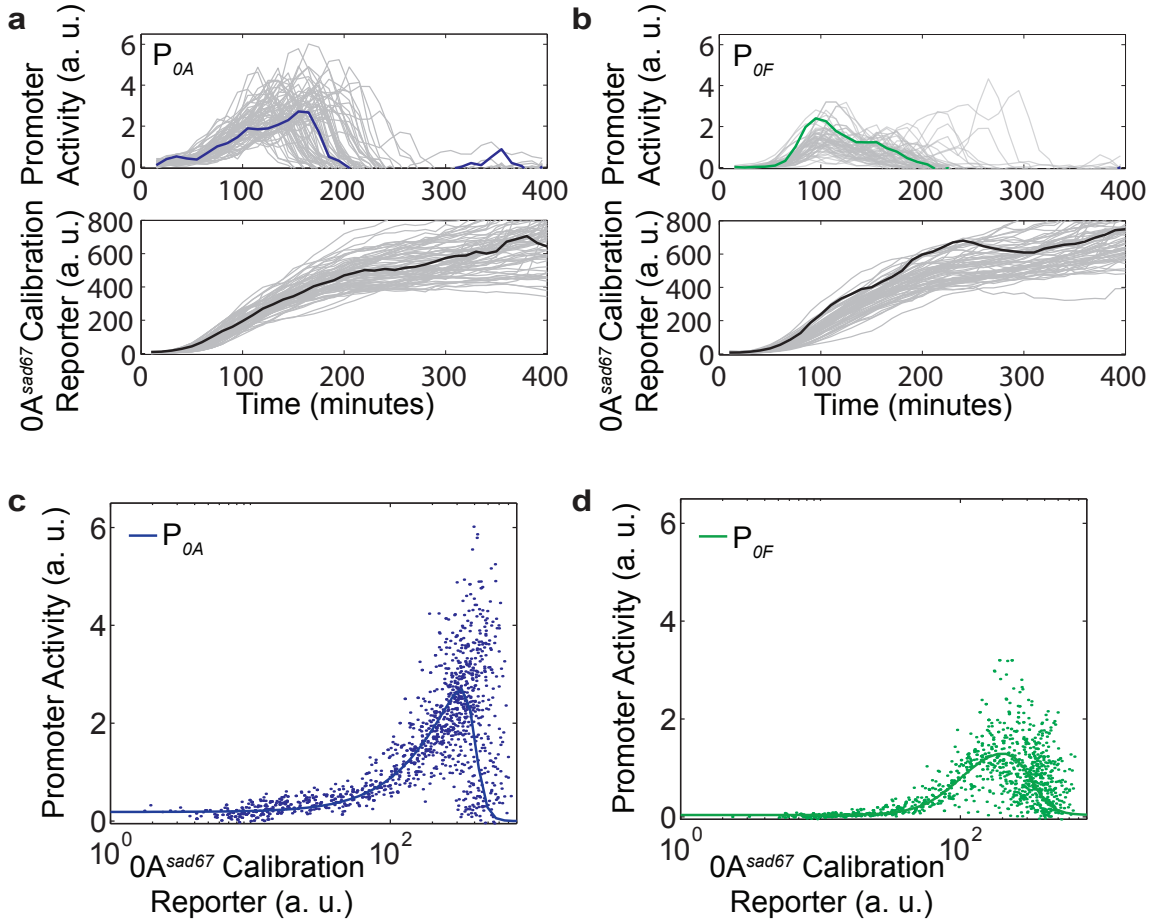 a
Promoter
Activity (a. u.)
P0A
6
4
2
0
0 100 200 300 400
0Asad67 Calibration
Reporter (a. u.)
800
600
400
200
0
0 100 200 300 400
Time (minutes)
b
Promoter
Activity (a. u.)
P0F
6
4
2
0
0 100 200 300 400
0Asad67 Calibration
Reporter (a. u.)
800
600
400
200
0
0 100 200 300 400
Time (minutes)
c
Promoter Activity (a. u.)
P0A
6
4
2
0
10^0 10^2
0Asad67 Calibration
Reporter (a. u.)
d
Promoter Activity (a. u.)
P0F
6
4
2
0
10^0 10^2
0Asad67 Calibration
Reporter (a. u.)